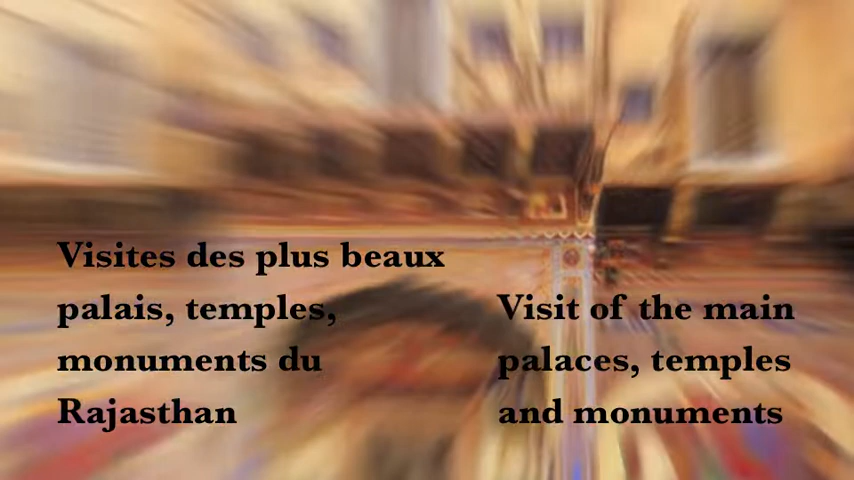 Visites des plus beaux
palais, temples,
monuments du
Rajasthan
Visit of the main
palaces, temples
and monuments